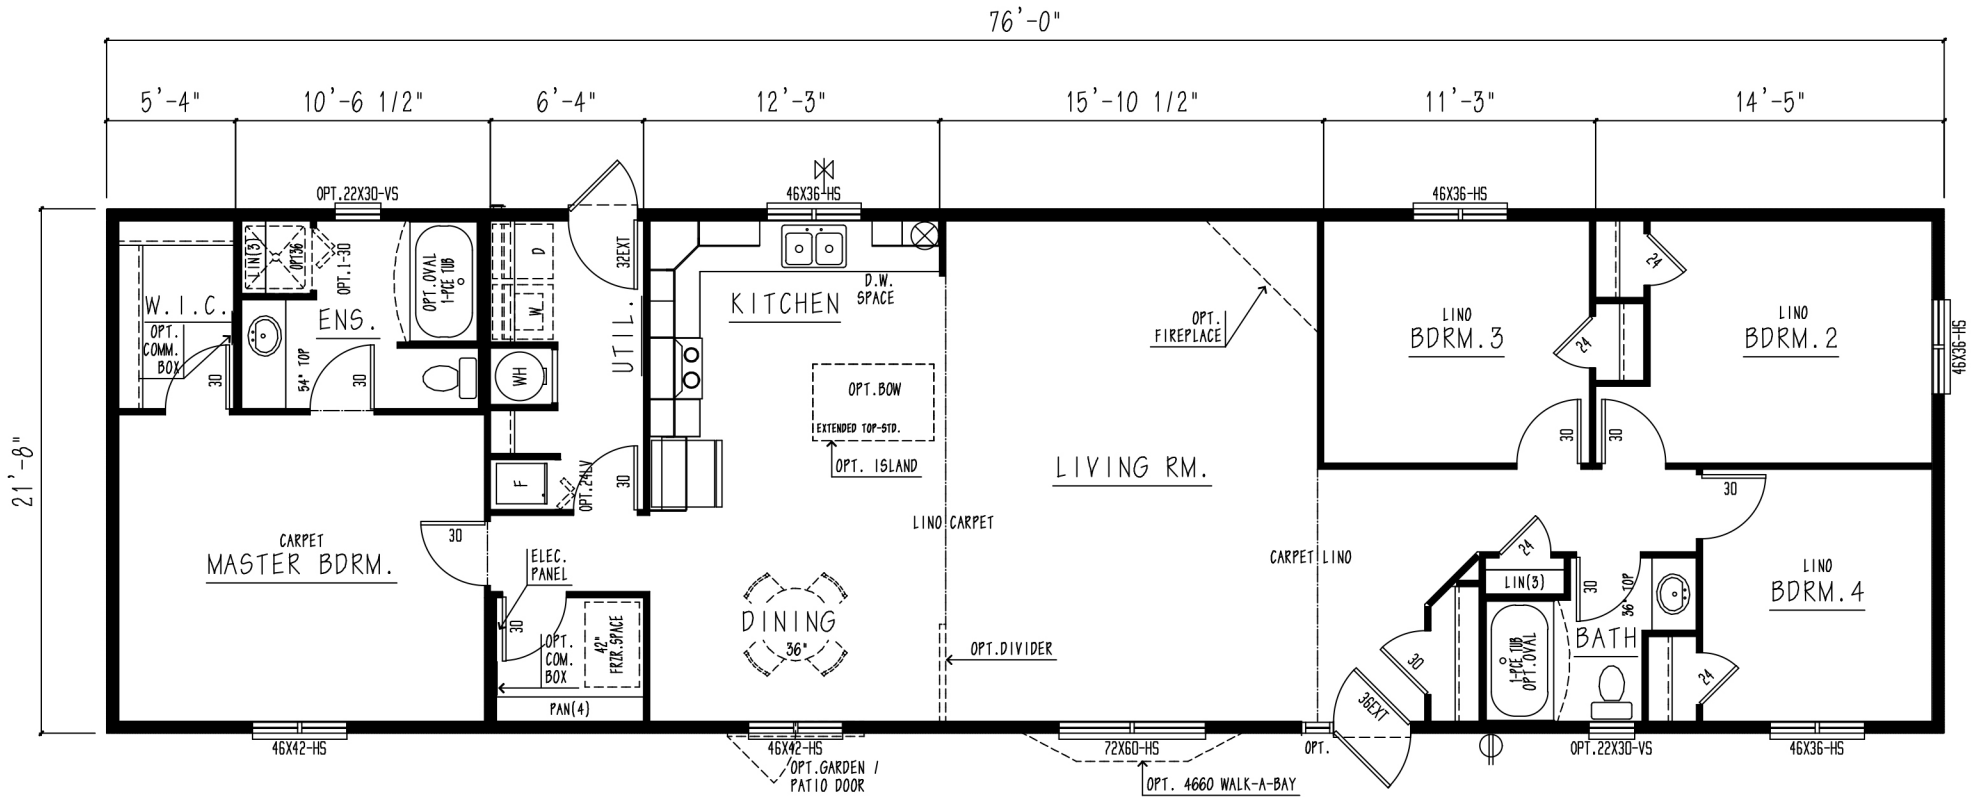 76'-0"
5'-4" 10'-6 1/2" 6'-4" 12'-3" 15'-10 1/2" 11'-3" 14'-5"
OPT.22X30-VS
46X36-HS
46X36-HS
LIN(3)
OPT36
OPT.1-30
OPT.OVAL
1-PCE TUB
D
32EXT
W
W.I.C.
OPT.
COMM.
BOX
30
ENS.
54" TOP
30
UTIL.
WH
KITCHEN
D.W.
SPACE
OPT.
FIREPLACE
LINO
BDRM.3
24
24
LINO
BDRM.2
46X36-HS
OPT.BOW
EXTENDED TOP-STD.
OPT. ISLAND
LIVING RM.
30
30
21'-8"
F
OPT.24LV
30
30
LINO CARPET
CARPET LINO
CARPET
MASTER BDRM.
30
ELEC.
PANEL
30
OPT.
COM.
BOX
42"
FRZR.SPACE
PAN(4)
DINING
36"
OPT.DIVIDER
24
LIN(3)
30
36" TOP
LINO
BDRM.4
BATH
1-PCE TUB
OPT.OVAL
30
24
36EXT
46X42-HS
46X42-HS
72X60-HS
OPT.
OPT.22X30-VS
46X36-HS
OPT.GARDEN /
PATIO DOOR
OPT. 4660 WALK-A-BAY